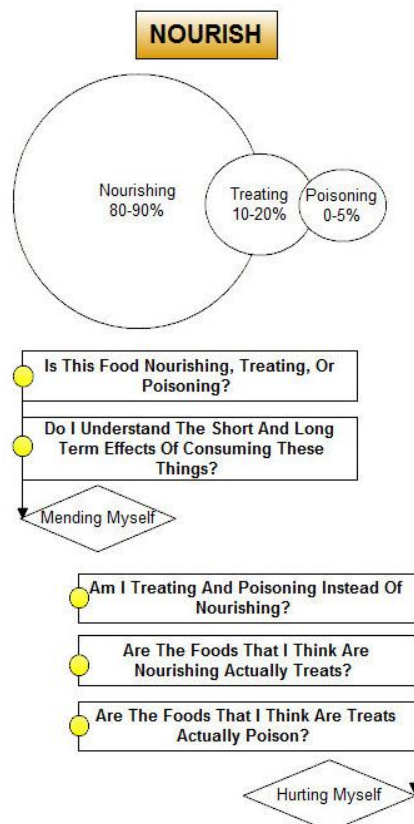 NOURISH
Nourishing
80-90%
Treating
10-20%
Poisoning
0-5%
Is This Food Nourishing, Treating, Or
Poisoning?
Do I Understand The Short And Long
Term Effects Of Consuming These
Things?
Mending Myself
Am I Treating And Poisoning Instead Of
Nourishing?
Are The Foods That I Think Are
Nourishing Actually Treats?
Are The Foods That I Think Are Treats
Actually Poison?
Hurting Myself